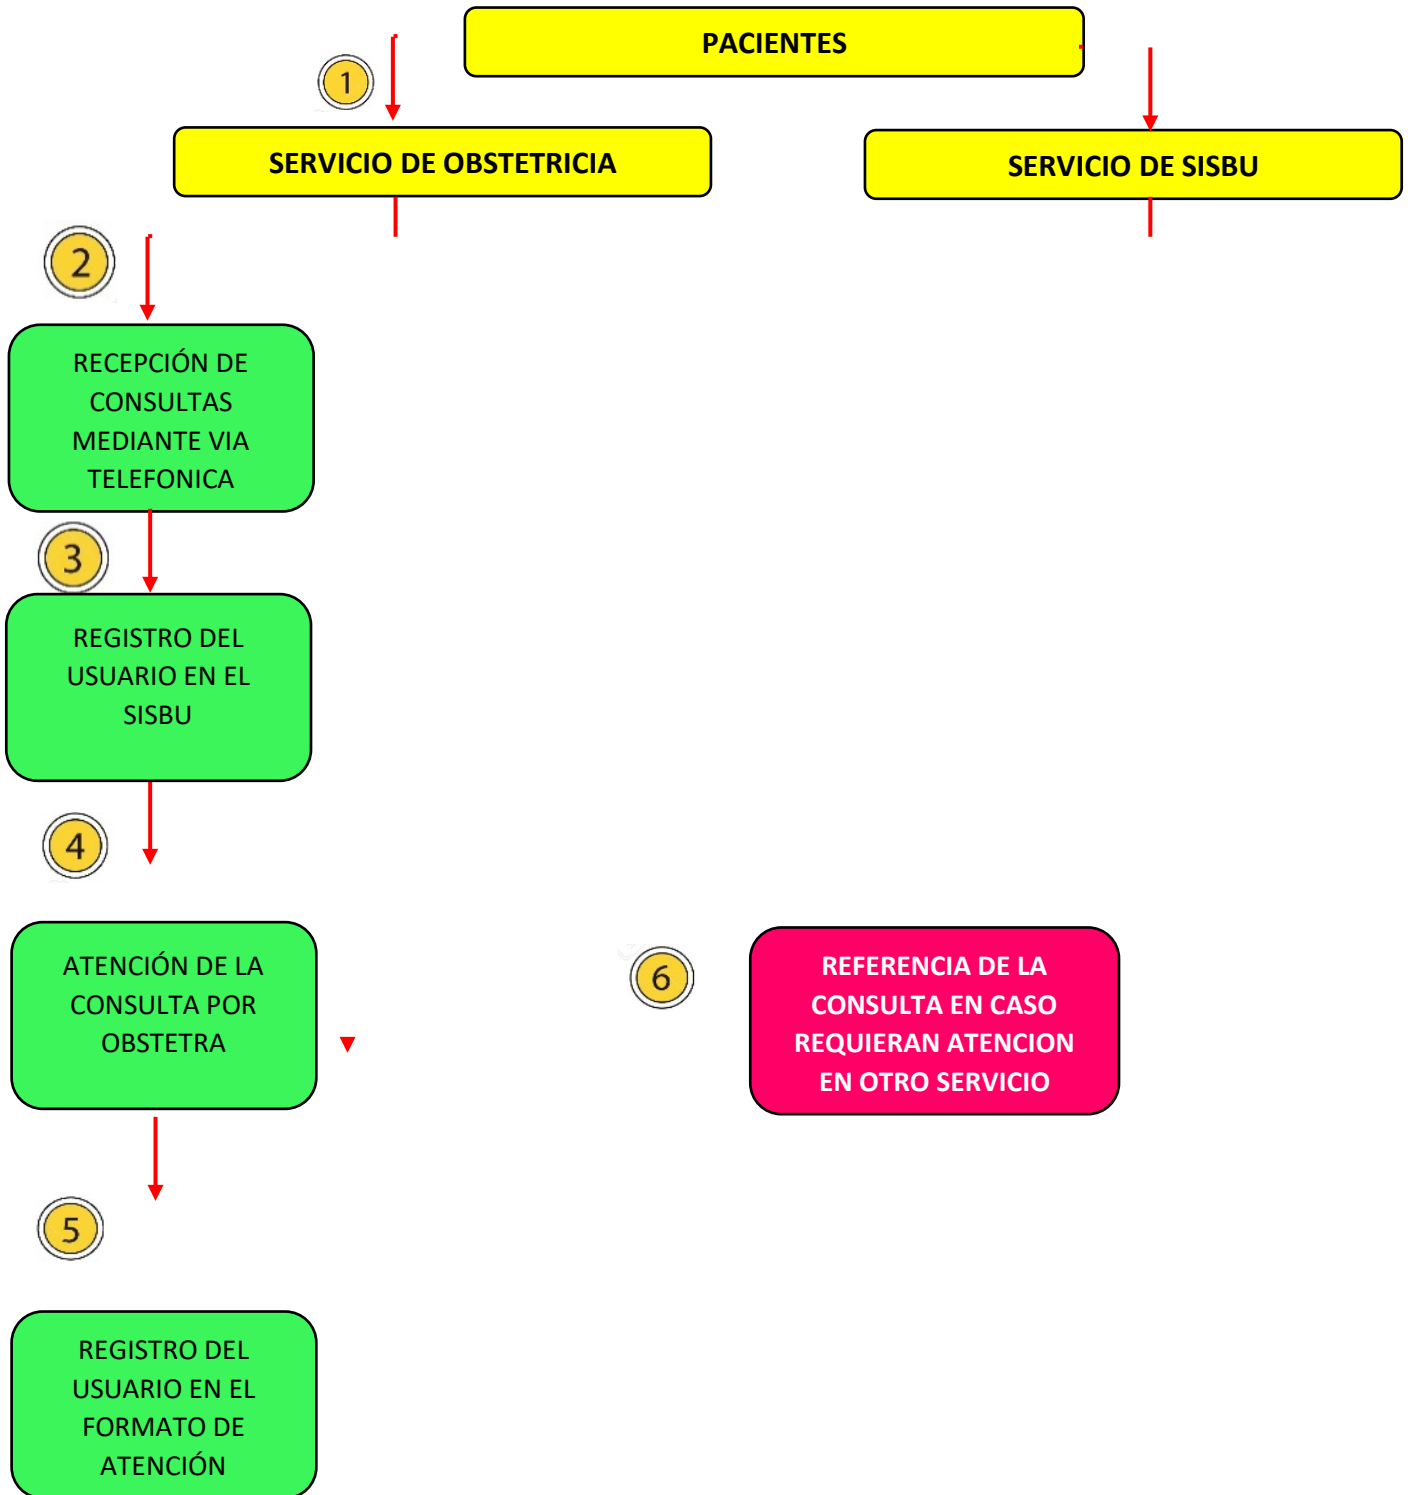 PACIENTES
1
SERVICIO DE OBSTETRICIA
SERVICIO DE SISBU
2
RECEPCIÓN DE
CONSULTAS
MEDIANTE VIA
TELEFONICA
3
REGISTRO DEL
USUARIO EN EL
SISBU
4
ATENCIÓN DE LA
CONSULTA POR
OBSTETRA
6
REFERENCIA DE LA
CONSULTA EN CASO
REQUIERAN ATENCION
EN OTRO SERVICIO
5
REGISTRO DEL
USUARIO EN EL
FORMATO DE
ATENCIÓN